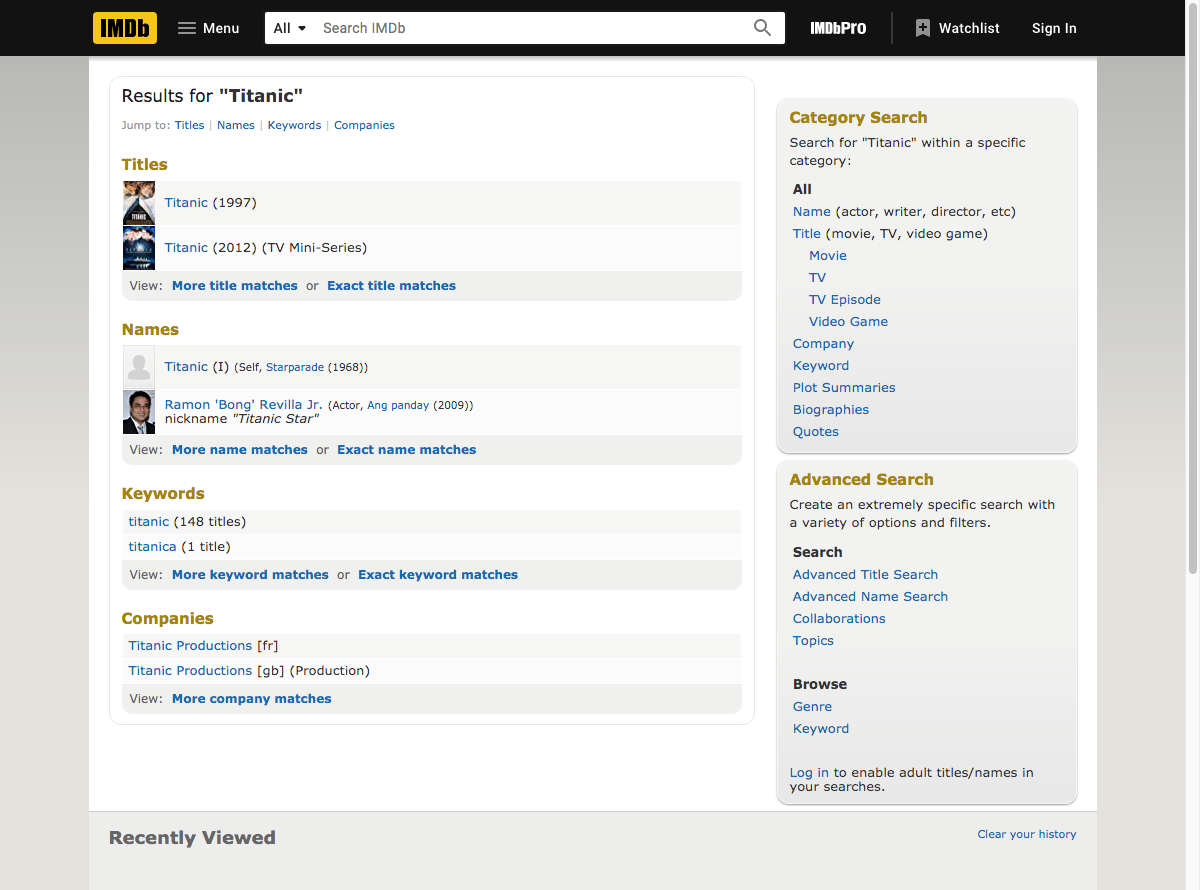 IMDb Menu All Search IMDb IMDbPro Watchlist Sign In
Results for "Titanic"
Jump to: Titles | Names | Keywords | Companies
Titles
TITANIC
Titanic (1997)
Titanic (2012) (TV Mini-Series)
View: More title matches or Exact title matches
Names
Titanic (I) (Self, Starparade (1968))
Ramon 'Bong' Revilla Jr. (Actor, Ang panday (2009))
nickname "Titanic Star"
View: More name matches or Exact name matches
Keywords
titanic (148 titles)
titanica (1 title)
View: More keyword matches or Exact keyword matches
Companies
Titanic Productions [fr]
Titanic Productions [gb] (Production)
View: More company matches
Category Search
Search for "Titanic" within a specific
category:
All
Name (actor, writer, director, etc)
Title (movie, TV, video game)
Movie
TV
TV Episode
Video Game
Company
Keyword
Plot Summaries
Biographies
Quotes
Advanced Search
Create an extremely specific search with
a variety of options and filters.
Search
Advanced Title Search
Advanced Name Search
Collaborations
Topics
Browse
Genre
Keyword
Log in to enable adult titles/names in
your searches.
Recently Viewed
Clear your history